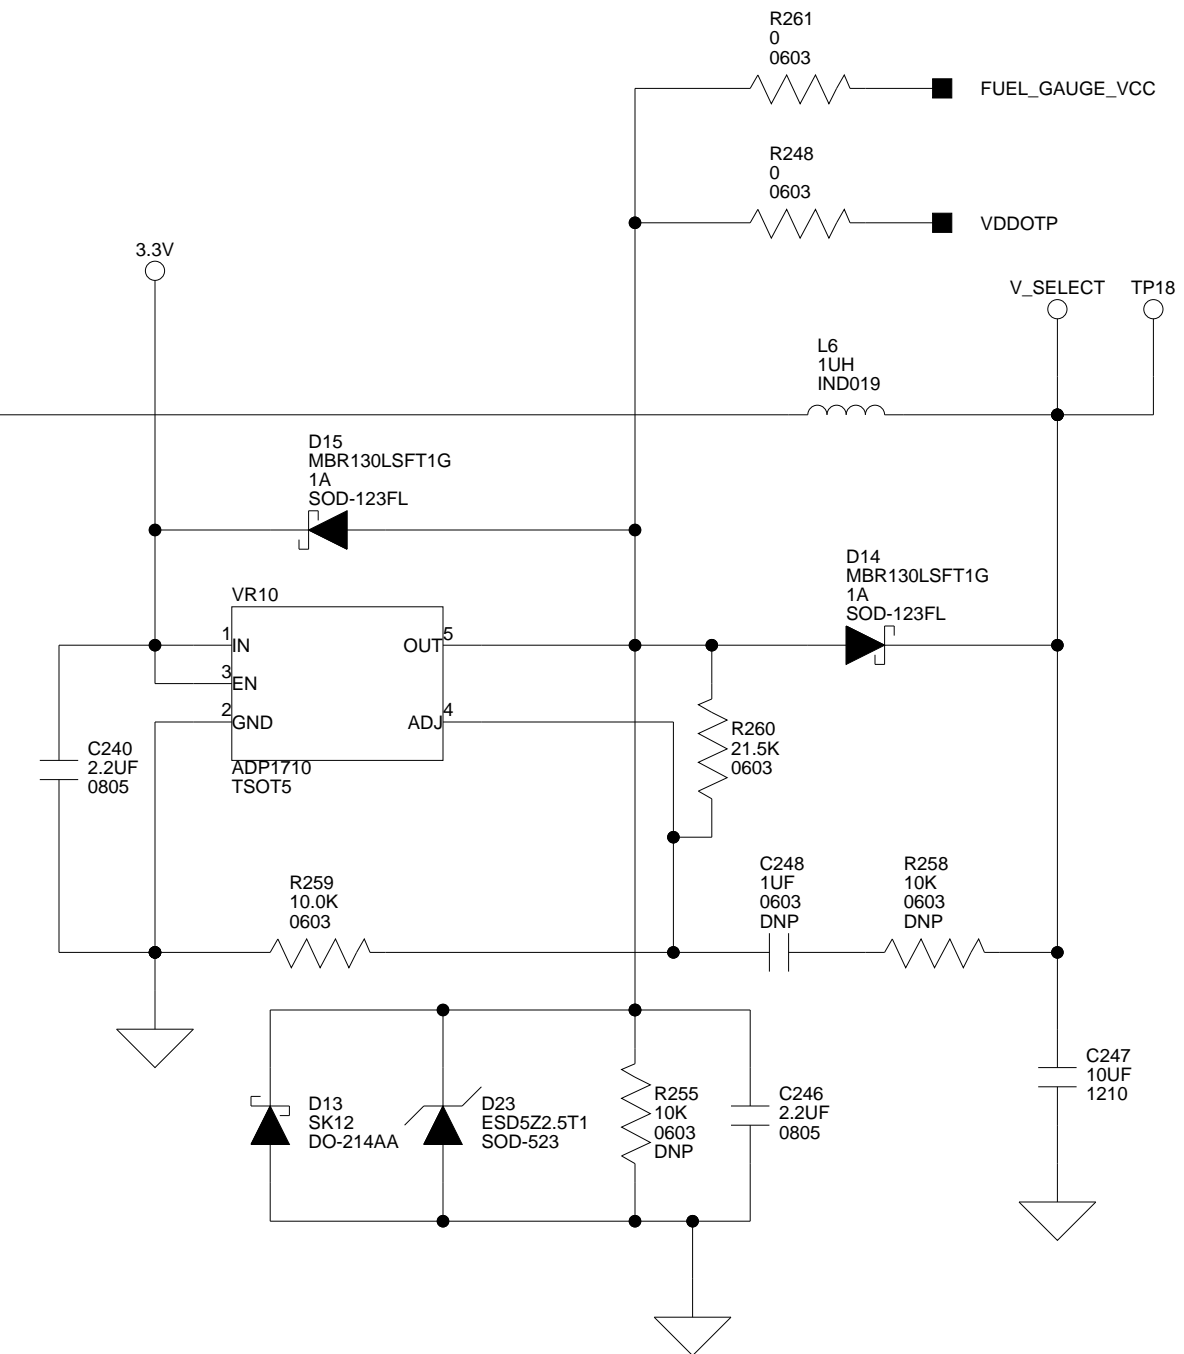 R261
0
0603
FUEL_GAUGE_VCC
R248
0
0603
VDDOTP
3.3V
V_SELECT
TP18
L6
1UH
IND019
D15
MBR130LSFT1G
1A
SOD-123FL
D14
MBR130LSFT1G
1A
SOD-123FL
VR10
1
IN
OUT
5
3
EN
2
GND
ADJ
4
ADP1710
TSOT5
C240
2.2UF
0805
R260
21.5K
0603
R259
10.0K
0603
C248
1UF
0603
DNP
R258
10K
0603
DNP
D13
SK12
DO-214AA
D23
ESD5Z2.5T1
SOD-523
R255
10K
0603
DNP
C246
2.2UF
0805
C247
10UF
1210